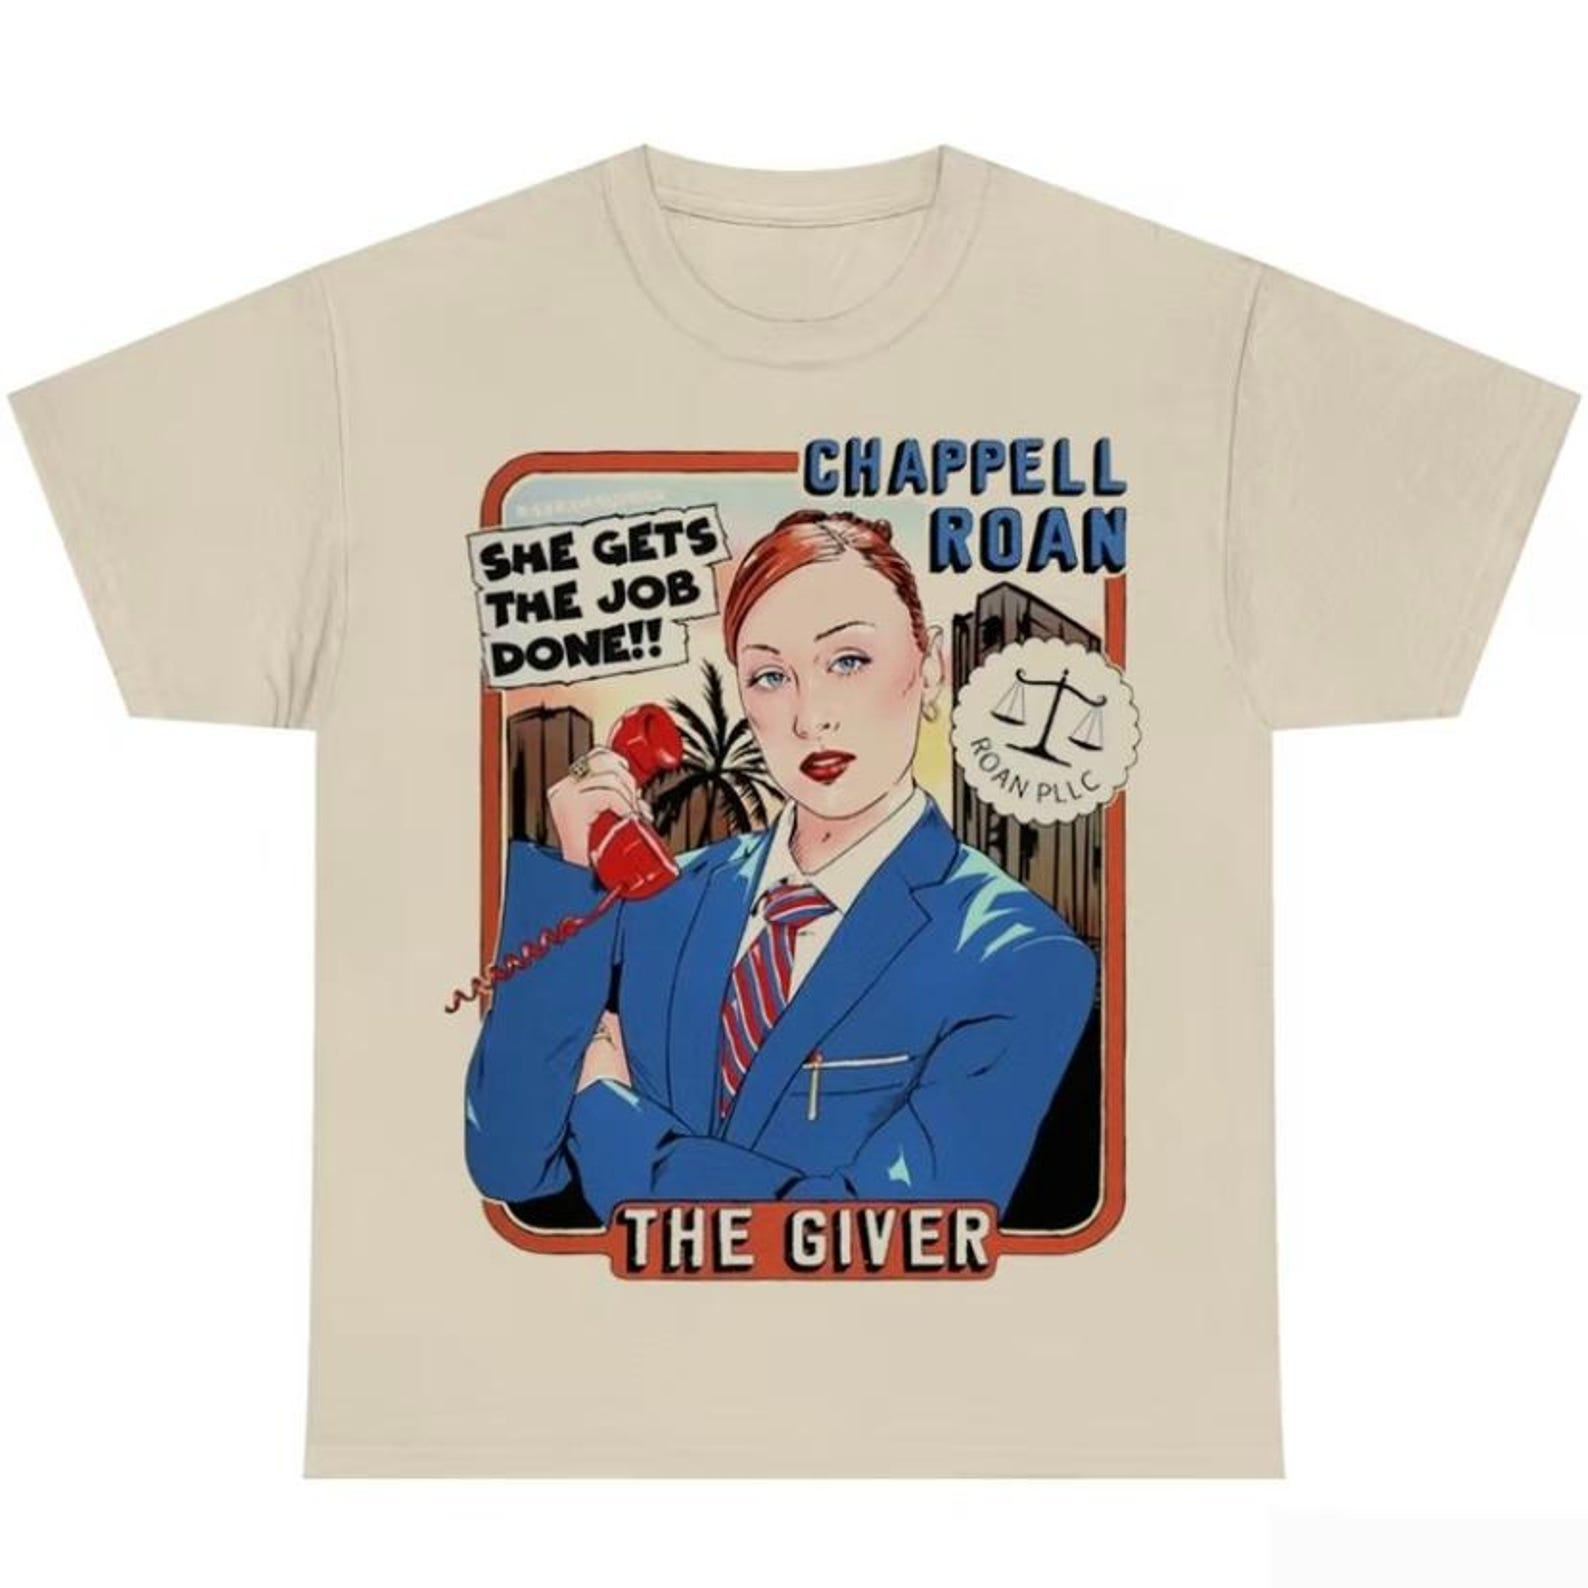 CHAPPELL
ROAN
SHE GETS
THE JOB
DONE!!
ROAN PLLC
THE GIVER